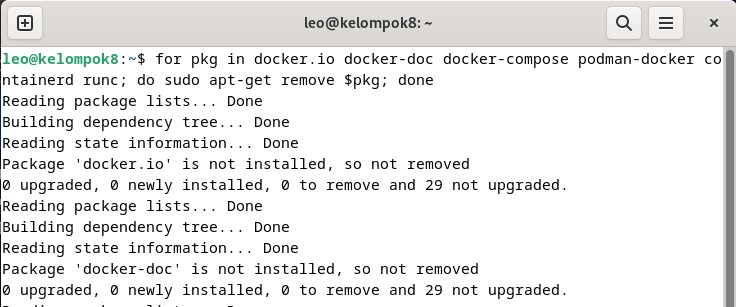 leo@kelompok8: ~
leo@kelompok8:~$ for pkg in docker.io docker-doc docker-compose podman-docker co
ntainerd runc; do sudo apt-get remove $pkg; done
Reading package lists... Done
Building dependency tree... Done
Reading state information... Done
Package 'docker.io' is not installed, so not removed
0 upgraded, 0 newly installed, 0 to remove and 29 not upgraded.
Reading package lists... Done
Building dependency tree... Done
Reading state information... Done
Package 'docker-doc' is not installed, so not removed
0 upgraded, 0 newly installed, 0 to remove and 29 not upgraded.